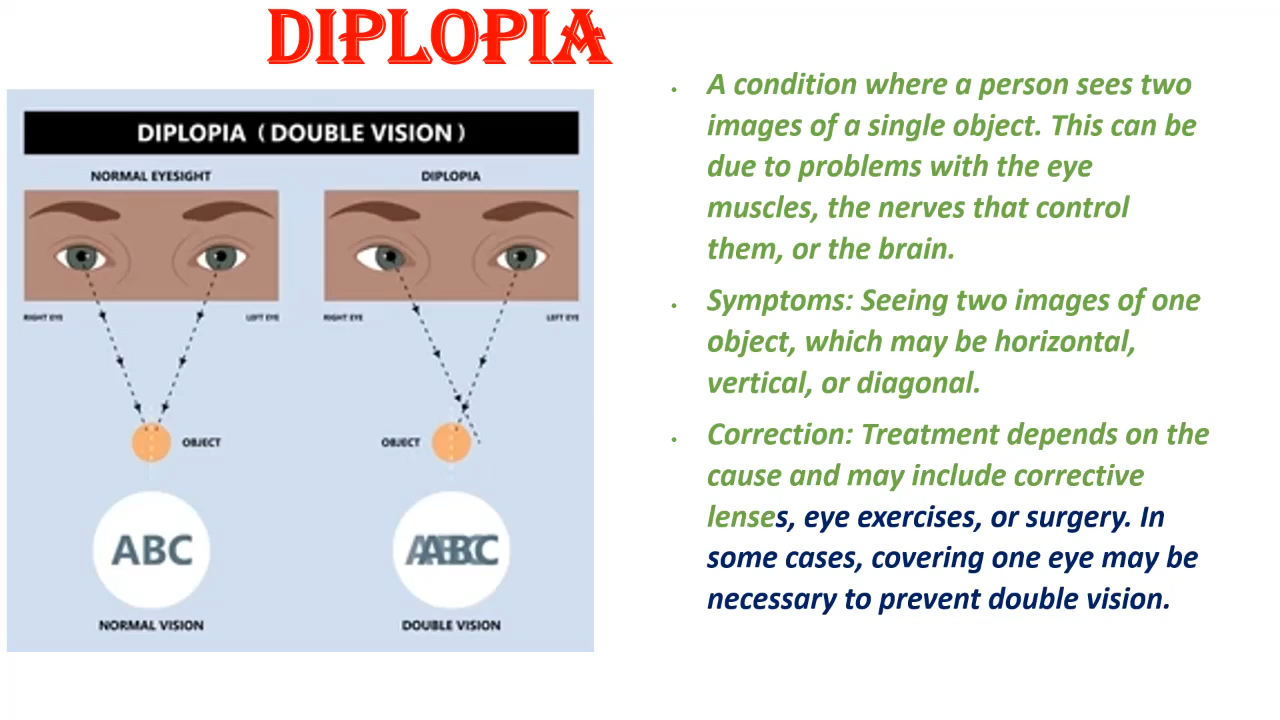 DIPLOPIA
DIPLOPIA (DOUBLE VISION)
NORMAL EYESIGHT
DIPLOPIA
RIGHT EYE
LEFT EYE
RIGHT EYE
LEFT EYE
OBJECT
OBJECT
ABC
AABBCC
NORMAL VISION
DOUBLE VISION
• A condition where a person sees two
images of a single object. This can be
due to problems with the eye
muscles, the nerves that control
them, or the brain.
• Symptoms: Seeing two images of one
object, which may be horizontal,
vertical, or diagonal.
• Correction: Treatment depends on the
cause and may include corrective
lenses, eye exercises, or surgery. In
some cases, covering one eye may be
necessary to prevent double vision.